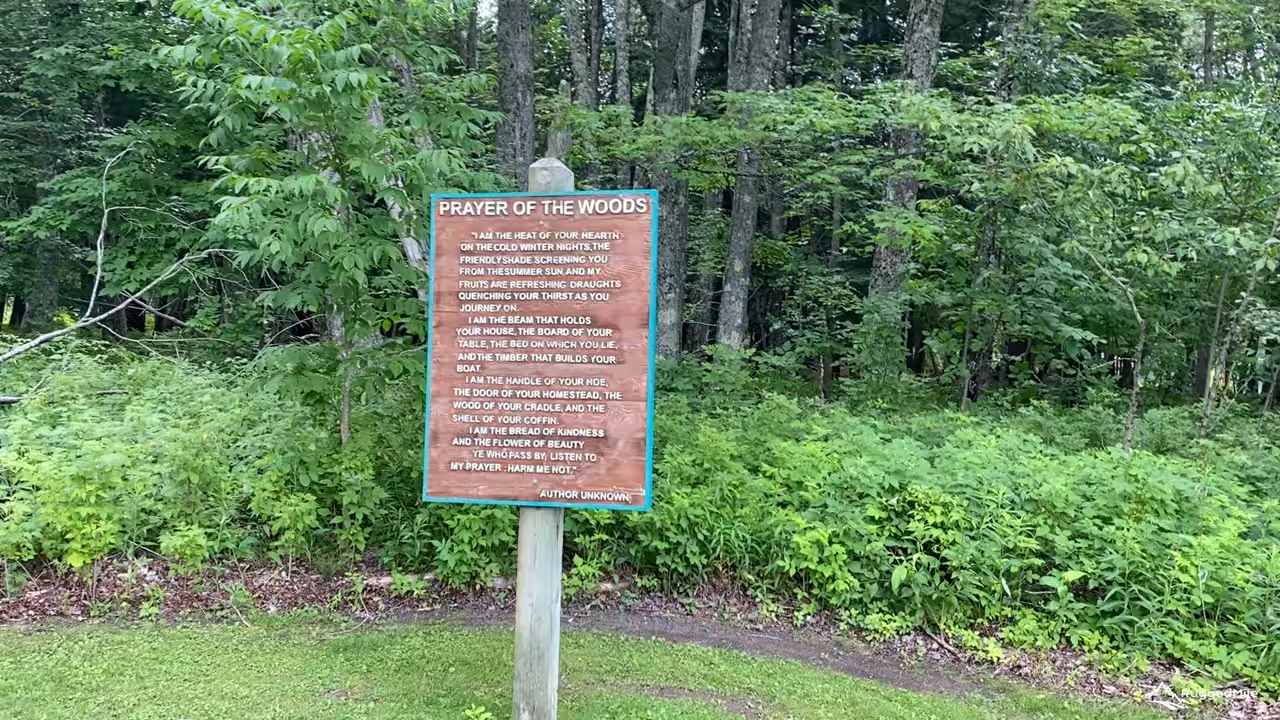 PRAYER OF THE WOODS
"I AM THE HEAT OF YOUR HEARTH
ON THE COLD WINTER NIGHTS, THE
FRIENDLY SHADE SCREENING YOU
FROM THE SUMMER SUN, AND MY
FRUITS ARE REFRESHING DRAUGHTS
QUENCHING YOUR THIRST AS YOU
JOURNEY ON.
I AM THE BEAM THAT HOLDS
YOUR HOUSE, THE BOARD OF YOUR
TABLE, THE BED ON WHICH YOU LIE,
AND THE TIMBER THAT BUILDS YOUR
BOAT.
I AM THE HANDLE OF YOUR HOE,
THE DOOR OF YOUR HOMESTEAD, THE
WOOD OF YOUR CRADLE, AND THE
SHELL OF YOUR COFFIN.
I AM THE BREAD OF KINDNESS
AND THE FLOWER OF BEAUTY
YE WHO PASS BY, LISTEN TO
MY PRAYER : HARM ME NOT."
AUTHOR UNKNOWN
RuggedMile